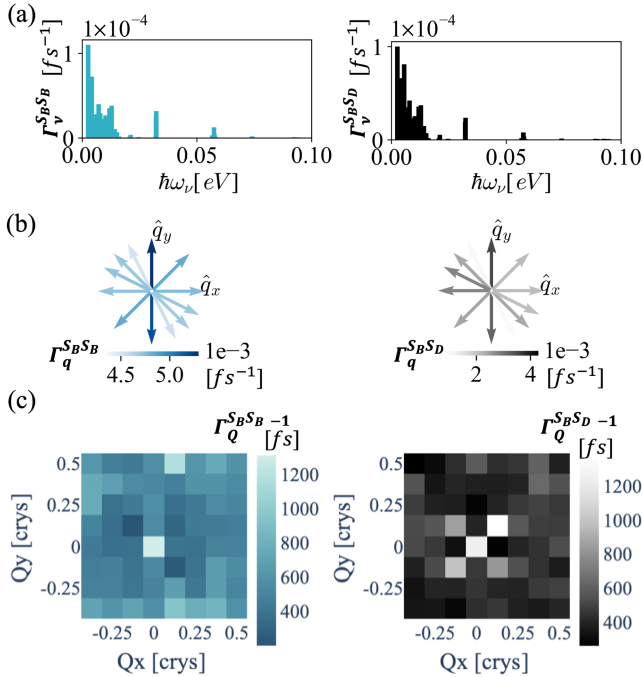 (a)
1×10⁻⁴ 1×10⁻⁴
Γ_ν^{S_B S_B} [fs⁻¹] Γ_ν^{S_B S_D} [fs⁻¹]
1 1
0 0
0.00 0.05 0.10 0.00 0.05 0.10
ℏω_ν[eV] ℏω_ν[eV]
(b)
q̂_y q̂_y
q̂_x q̂_x
Γ_q^{S_B S_B} 1e−3 Γ_q^{S_B S_D} 1e−3
4.5 5.0 [fs⁻¹] 2 4 [fs⁻¹]
(c)
Γ_Q^{S_B S_B −1} [fs] Γ_Q^{S_B S_D −1} [fs]
Qy [crys] Qy [crys]
0.5 0.5
0.25 0.25
0 0
-0.25 -0.25
1200 1200
1000 1000
800 800
600 600
400 400
-0.25 0 0.25 0.5 -0.25 0 0.25 0.5
Qx [crys] Qx [crys]